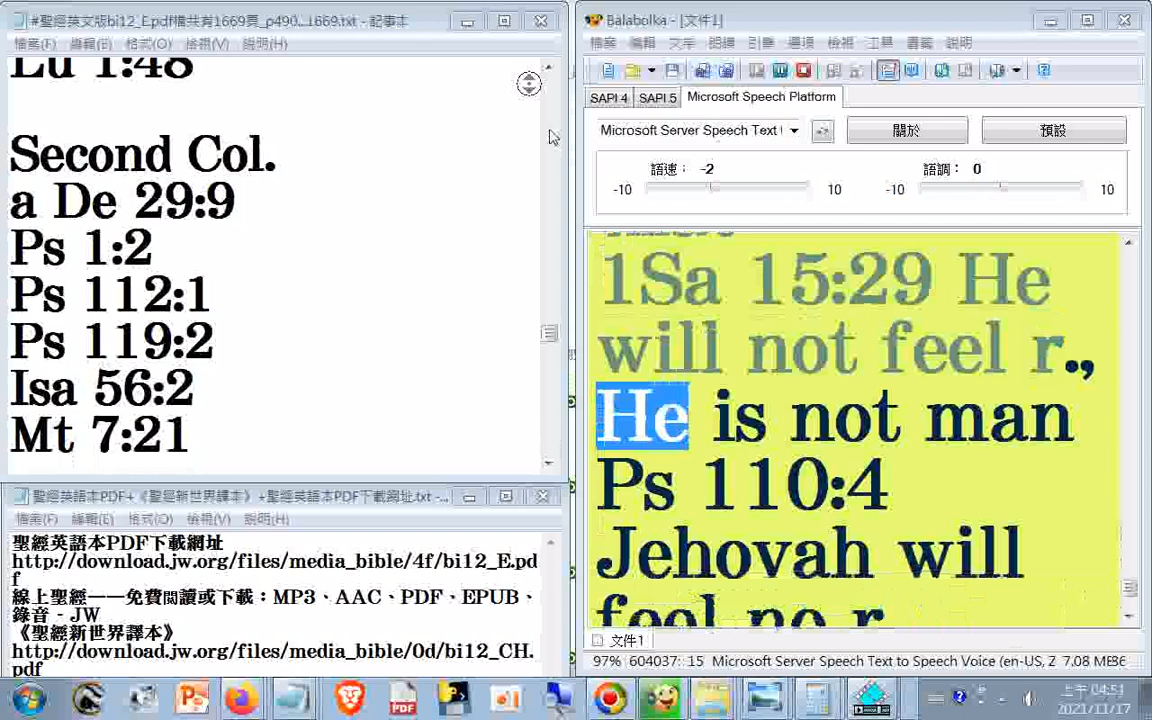 #聖經英文版bi12_E.pdf檔共有1669頁_p490...1669.txt - 記事本
檔案(F) 編輯(E) 格式(O) 檢視(V) 說明(H)
Lu 1:48
Second Col.
a De 29:9
Ps 1:2
Ps 112:1
Ps 119:2
Isa 56:2
Mt 7:21
聖經英語本PDF+《聖經新世界譯本》+聖經英語本PDF下載網址.txt -...
檔案(F) 編輯(E) 格式(O) 檢視(V) 說明(H)
聖經英語本PDF下載網址
http://download.jw.org/files/media_bible/4f/bi12_E.pd
f
線上聖經——免費閱讀或下載：MP3、AAC、PDF、EPUB、
錄音 - JW
《聖經新世界譯本》
http://download.jw.org/files/media_bible/0d/bi12_CH.
pdf
Balabolka - [文件1]
檔案 編輯 文字 朗讀 引擎 選項 檢視 工具 書籤 說明
SAPI 4 SAPI 5 Microsoft Speech Platform
Microsoft Server Speech Text 關於 預設
語速： -2 語調： 0
-10 10 -10 10
1Sa 15:29 He
will not feel r.,
He is not man
Ps 110:4
Jehovah will
feel no r
文件1
97% 604037: 15 Microsoft Server Speech Text to Speech Voice (en-US, Z 7.08 MB
PDF
上午 04:51
2021/11/17